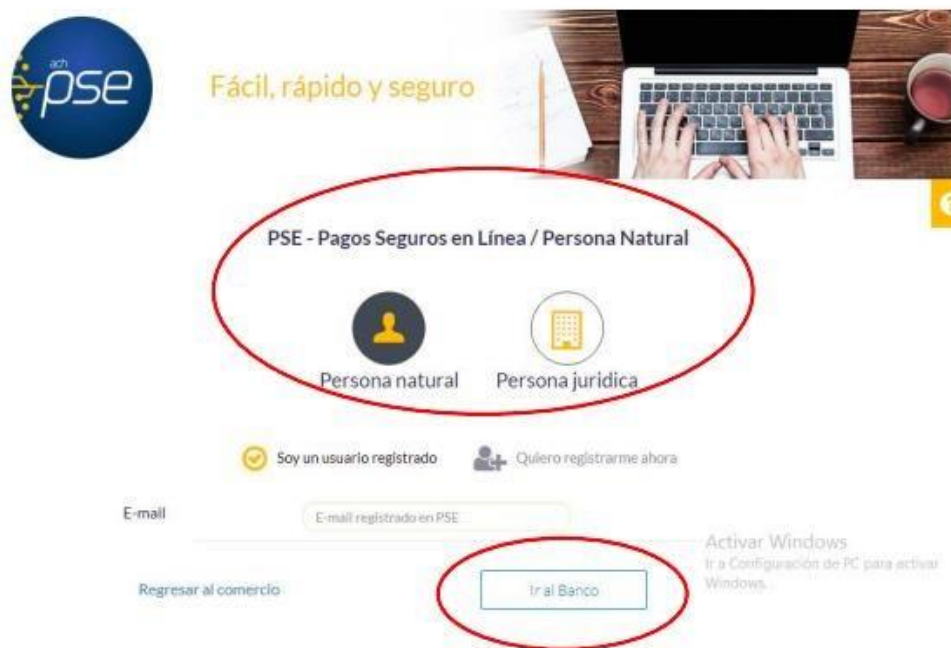 ach
pse
Fácil, rápido y seguro
PSE - Pagos Seguros en Línea / Persona Natural
Persona natural
Persona juridica
Soy un usuario registrado
Quiero registrarme ahora
E-mail
E-mail registrado en PSE
Activar Windows
Ir a Configuración de PC para activar
Windows.
Regresar al comercio
Ir al Banco